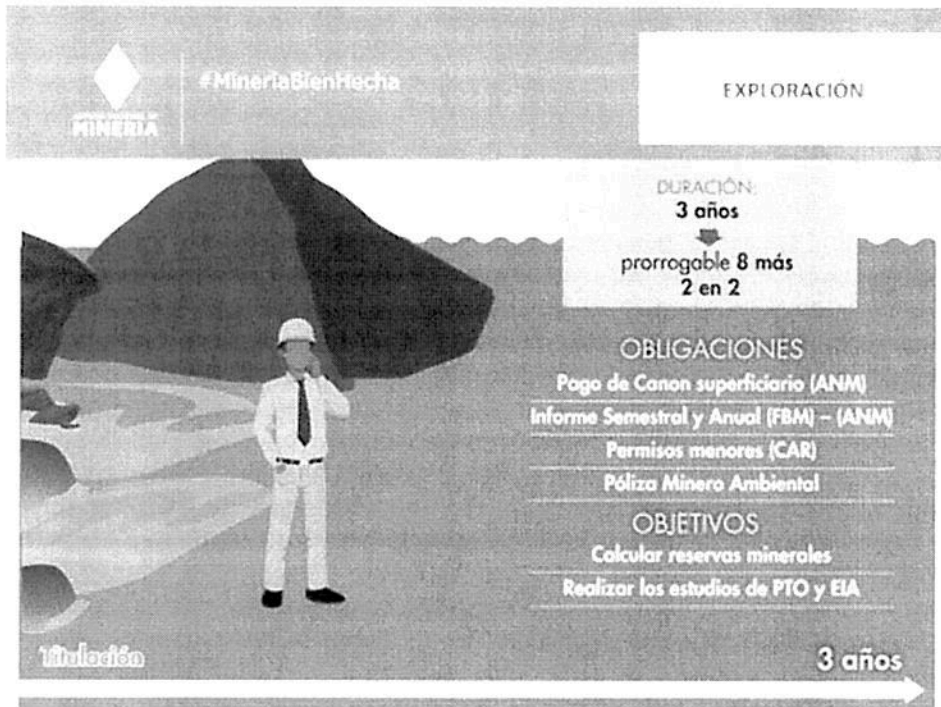 MINERÍA
#MineríaBienHecha
EXPLORACIÓN
DURACIÓN:
3 años
prorrogable 8 más
2 en 2
OBLIGACIONES
Pago de Canon superficiario (ANM)
Informe Semestral y Anual (FBM) – (ANM)
Permisos menores (CAR)
Póliza Minero Ambiental
OBJETIVOS
Calcular reservas minerales
Realizar los estudios de PTO y EIA
Titulación
3 años